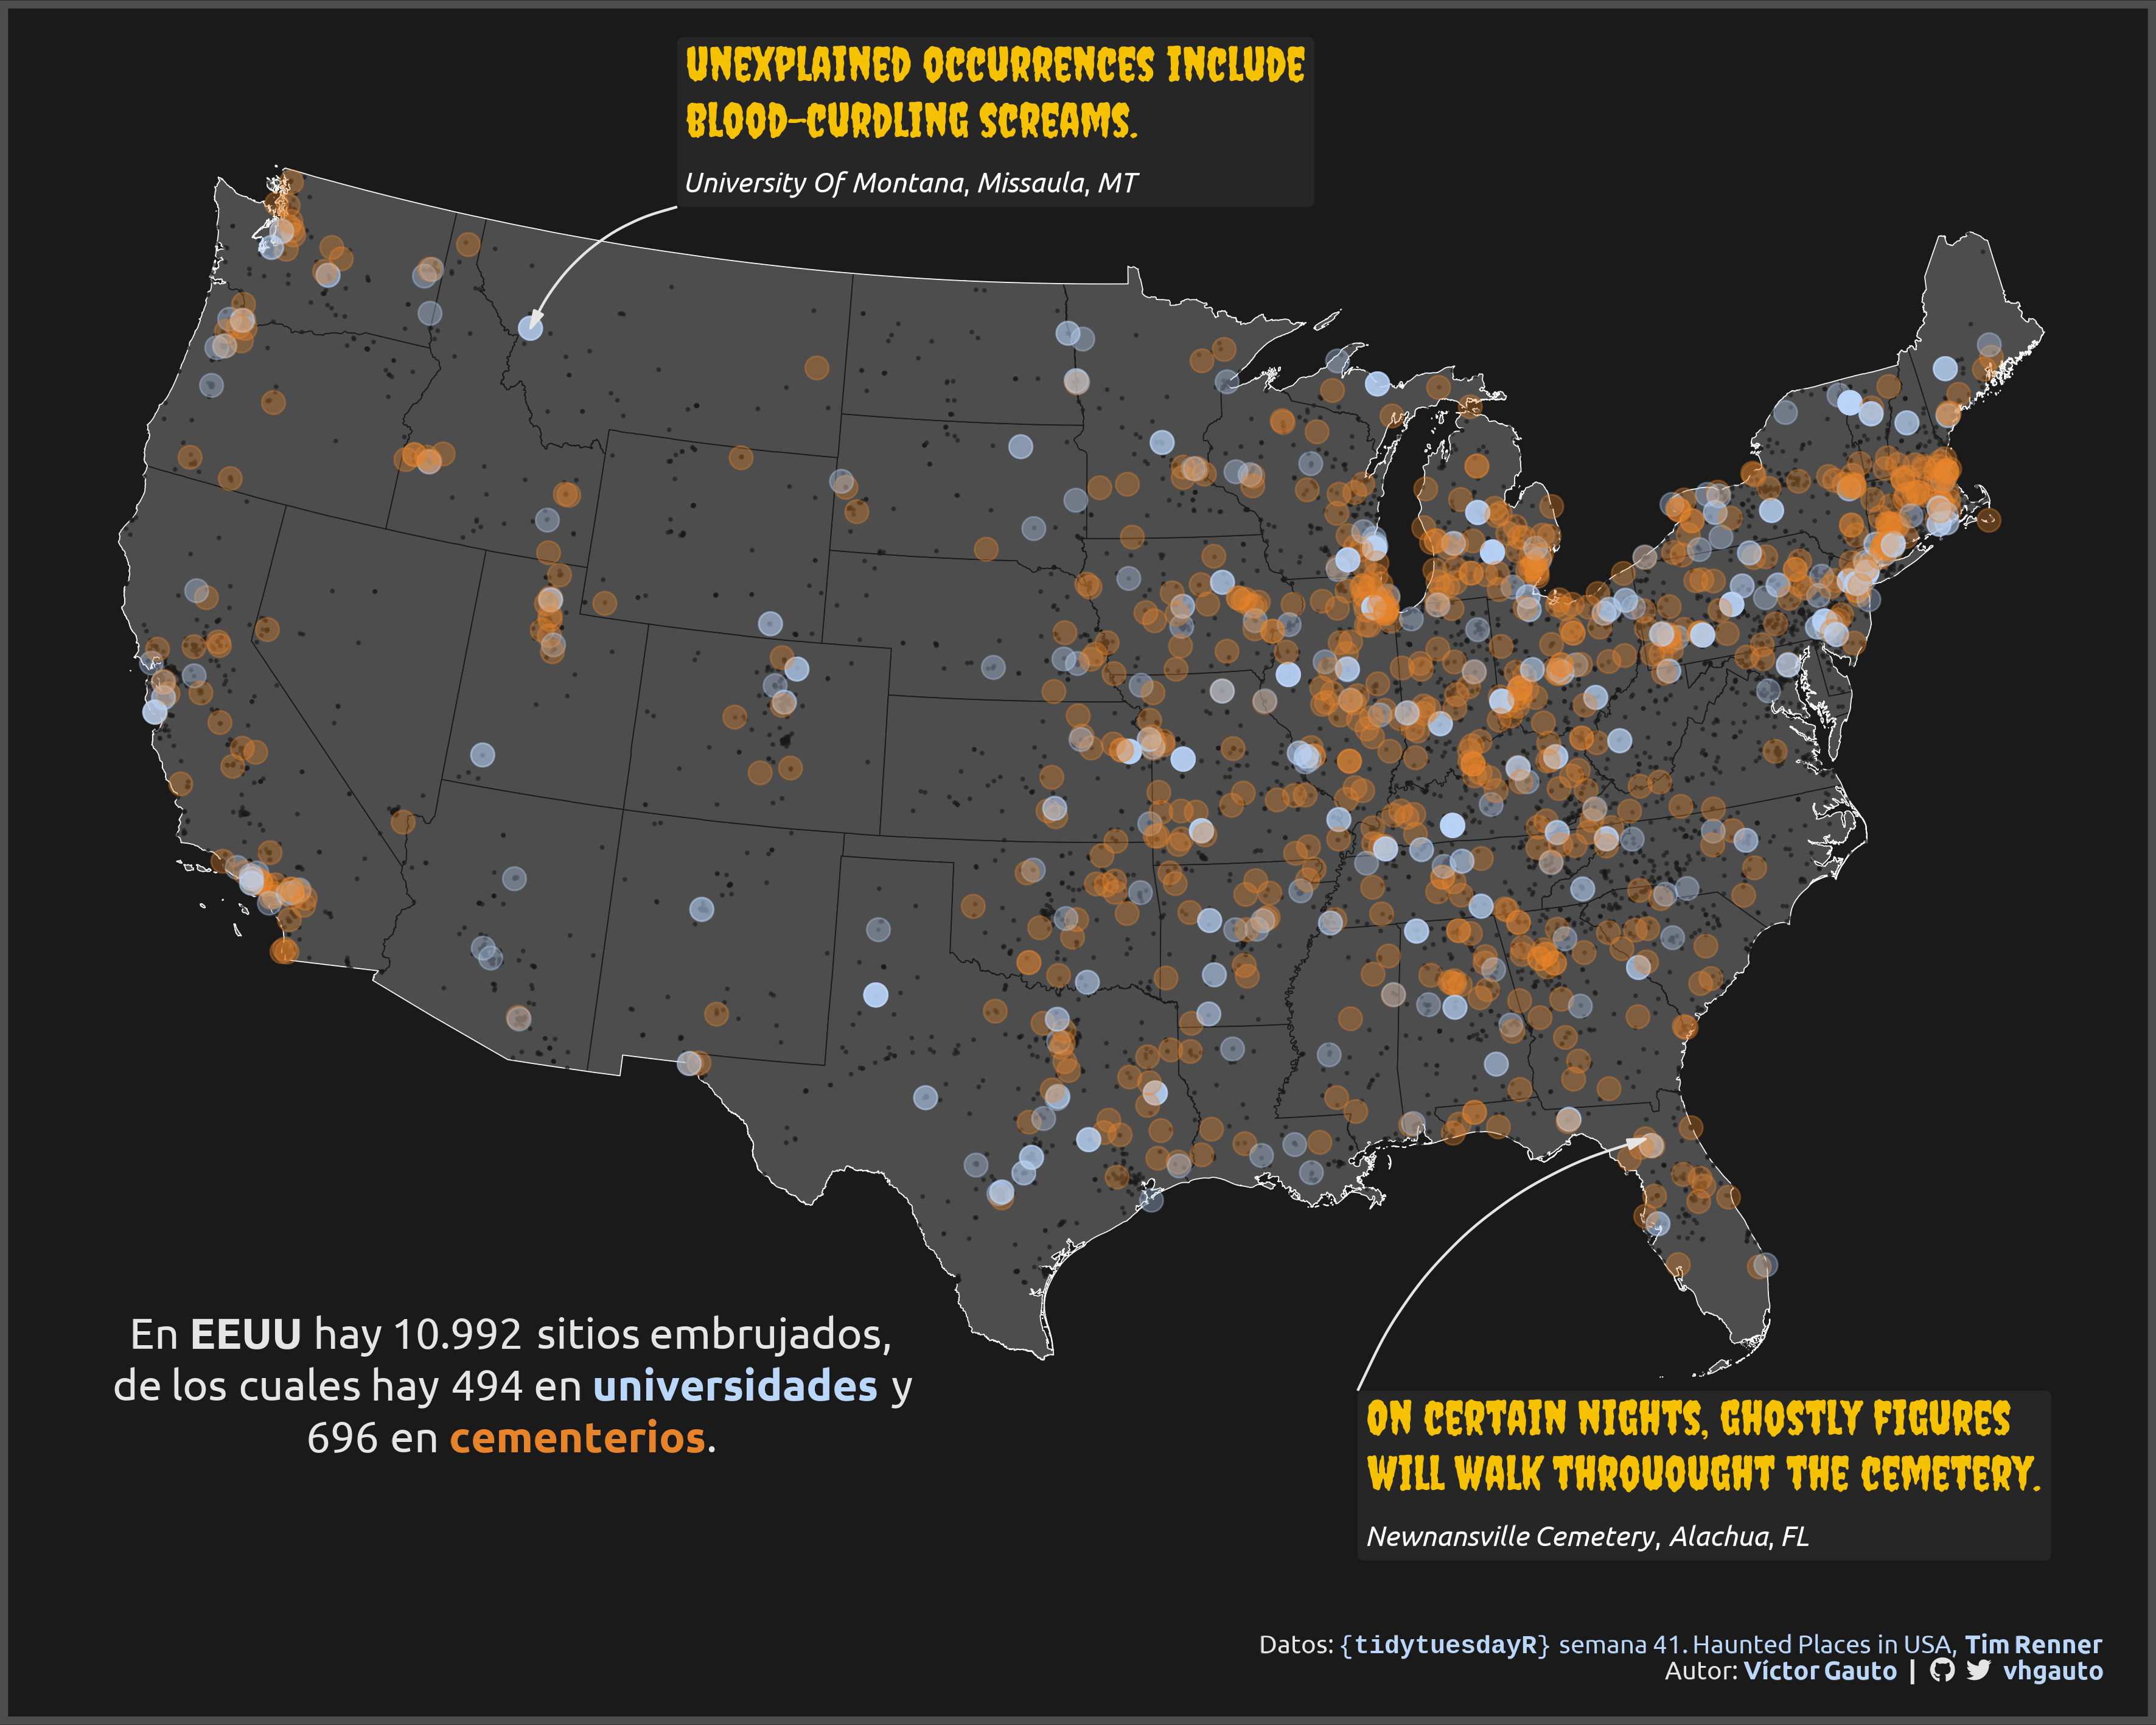 UNEXPLAINED OCCURRENCES INCLUDE
BLOOD-CURDLING SCREAMS.
University Of Montana, Missaula, MT
En EEUU hay 10.992 sitios embrujados,
de los cuales hay 494 en universidades y
696 en cementerios.
ON CERTAIN NIGHTS, GHOSTLY FIGURES
WILL WALK THROUOUGHT THE CEMETERY.
Newnansville Cemetery, Alachua, FL
Datos: {tidytuesdayR} semana 41. Haunted Places in USA, Tim Renner
Autor: Víctor Gauto | vhgauto